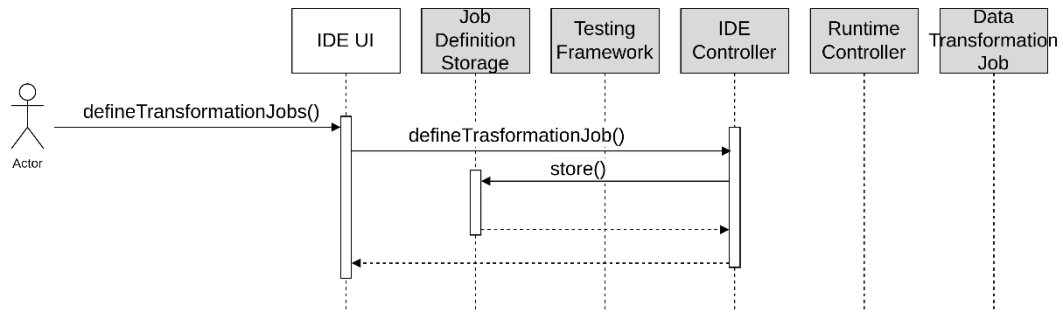 IDE UI
Job
Definition
Storage
Testing
Framework
IDE
Controller
Runtime
Controller
Data
Transformation
Job
Actor
defineTransformationJobs()
defineTrasformationJob()
store()